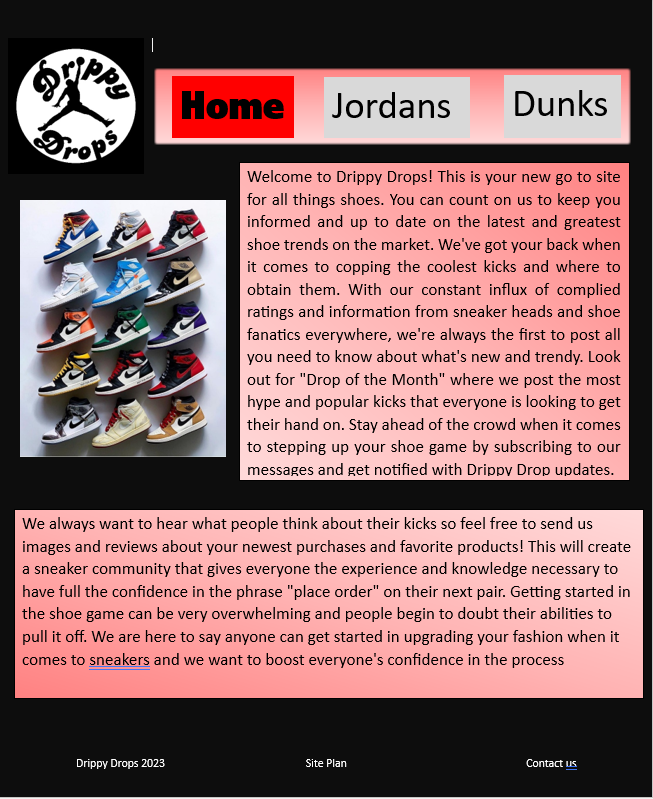 Drippy
Drops
Home
Jordans
Dunks
Welcome to Drippy Drops! This is your new go to site
for all things shoes. You can count on us to keep you
informed and up to date on the latest and greatest
shoe trends on the market. We've got your back when
it comes to copping the coolest kicks and where to
obtain them. With our constant influx of complied
ratings and information from sneaker heads and shoe
fanatics everywhere, we're always the first to post all
you need to know about what's new and trendy. Look
out for "Drop of the Month" where we post the most
hype and popular kicks that everyone is looking to get
their hand on. Stay ahead of the crowd when it comes
to stepping up your shoe game by subscribing to our
messages and get notified with Drippy Drop updates.
We always want to hear what people think about their kicks so feel free to send us
images and reviews about your newest purchases and favorite products! This will create
a sneaker community that gives everyone the experience and knowledge necessary to
have full the confidence in the phrase "place order" on their next pair. Getting started in
the shoe game can be very overwhelming and people begin to doubt their abilities to
pull it off. We are here to say anyone can get started in upgrading your fashion when it
comes to sneakers and we want to boost everyone's confidence in the process
Drippy Drops 2023
Site Plan
Contact us